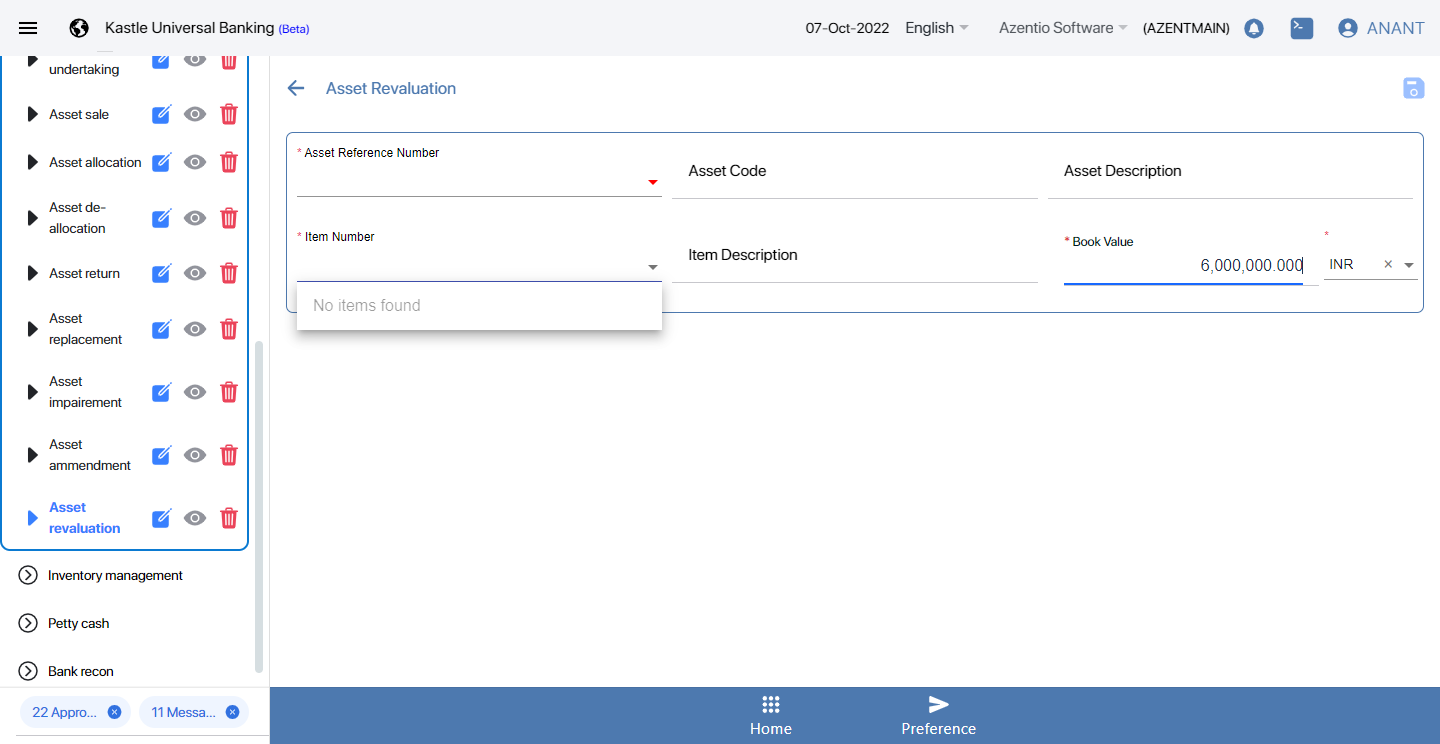 Kastle Universal Banking (Beta)
07-Oct-2022
English
Azentio Software
(AZENTMAIN)
ANANT
undertaking
Asset sale
Asset allocation
Asset de-
allocation
Asset return
Asset
replacement
Asset
impairement
Asset
ammendment
Asset
revaluation
Inventory management
Petty cash
Bank recon
22 Appro...
11 Messa...
Asset Revaluation
* Asset Reference Number
Asset Code
Asset Description
* Item Number
Item Description
* Book Value
6,000,000.000
*
INR
No items found
Home
Preference